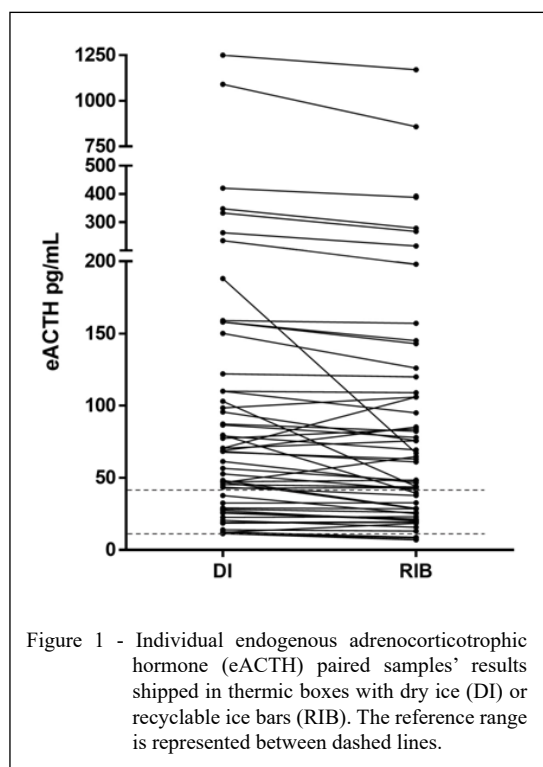 1250
1000
750
500
400
300
200
150
100
50
0
eACTH pg/mL
DI RIB
Figure 1 - Individual endogenous adrenocorticotrophic
hormone (eACTH) paired samples’ results
shipped in thermic boxes with dry ice (DI) or
recyclable ice bars (RIB). The reference range
is represented between dashed lines.